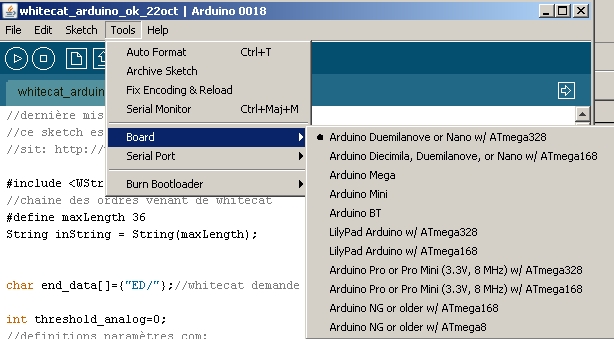 whitecat_arduino_ok_22oct | Arduino 0018
File Edit Sketch Tools Help
Auto Format Ctrl+T
Archive Sketch
Fix Encoding & Reload
Serial Monitor Ctrl+Maj+M
Board
Serial Port
Burn Bootloader
Arduino Duemilanove or Nano w/ ATmega328
Arduino Diecimila, Duemilanove, or Nano w/ ATmega168
Arduino Mega
Arduino Mini
Arduino BT
LilyPad Arduino w/ ATmega328
LilyPad Arduino w/ ATmega168
Arduino Pro or Pro Mini (3.3V, 8 MHz) w/ ATmega328
Arduino Pro or Pro Mini (3.3V, 8 MHz) w/ ATmega168
Arduino NG or older w/ ATmega168
Arduino NG or older w/ ATmega8
whitecat_arduin
//dernière mis
//ce sketch es
//sit: http://
#include <WStr
//chaine des ordres venant de whitecat
#define maxLength 36
String inString = String(maxLength);
char end_data[]={"ED/"};//whitecat demande
int threshold_analog=0;
//definitions paramètres com: